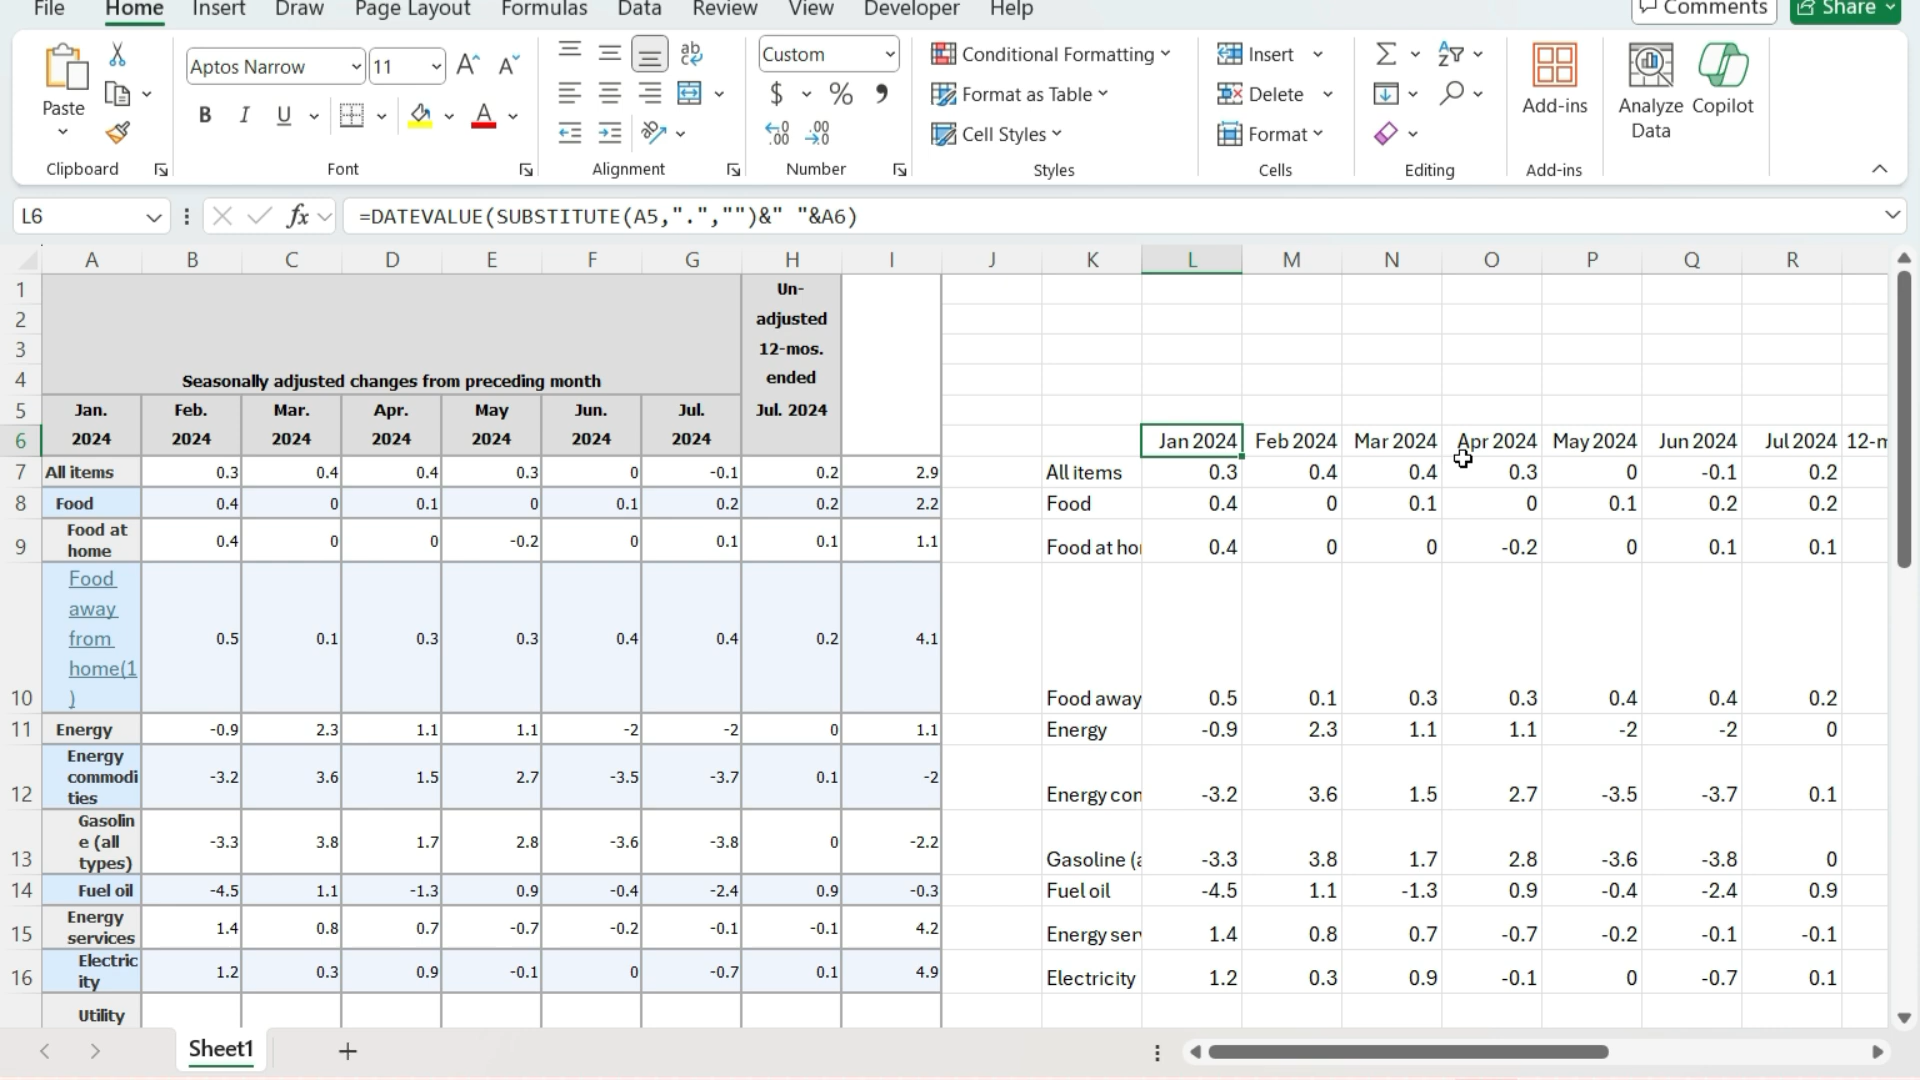 File Home Insert Draw Page Layout Formulas Data Review View Developer Help Comments Share
Aptos Narrow 11 Custom Conditional Formatting Insert
Paste $ % Format as Table Delete Add-ins Analyze Data Copilot
B I U A Cell Styles Format
Clipboard Font Alignment Number Styles Cells Editing Add-ins
L6 fx =DATEVALUE(SUBSTITUTE(A5,".","")&" "&A6)
A B C D E F G H I J K L M N O P Q R
1 Un-
2 adjusted
3 12-mos.
4 Seasonally adjusted changes from preceding month ended
5 Jan. Feb. Mar. Apr. May Jun. Jul. Jul. 2024
6 2024 2024 2024 2024 2024 2024 2024 Jan 2024 Feb 2024 Mar 2024 Apr 2024 May 2024 Jun 2024 Jul 2024 12-m
7 All items 0.3 0.4 0.4 0.3 0 -0.1 0.2 2.9 All items 0.3 0.4 0.4 0.3 0 -0.1 0.2
8 Food 0.4 0 0.1 0 0.1 0.2 0.2 2.2 Food 0.4 0 0.1 0 0.1 0.2 0.2
9 Food at home 0.4 0 0 -0.2 0 0.1 0.1 1.1 Food at ho 0.4 0 0 -0.2 0 0.1 0.1
10 Food away from home(1) 0.5 0.1 0.3 0.3 0.4 0.4 0.2 4.1 Food away 0.5 0.1 0.3 0.3 0.4 0.4 0.2
11 Energy -0.9 2.3 1.1 1.1 -2 -2 0 1.1 Energy -0.9 2.3 1.1 1.1 -2 -2 0
12 Energy commodities -3.2 3.6 1.5 2.7 -3.5 -3.7 0.1 -2 Energy con -3.2 3.6 1.5 2.7 -3.5 -3.7 0.1
13 Gasoline (all types) -3.3 3.8 1.7 2.8 -3.6 -3.8 0 -2.2 Gasoline (a -3.3 3.8 1.7 2.8 -3.6 -3.8 0
14 Fuel oil -4.5 1.1 -1.3 0.9 -0.4 -2.4 0.9 -0.3 Fuel oil -4.5 1.1 -1.3 0.9 -0.4 -2.4 0.9
15 Energy services 1.4 0.8 0.7 -0.7 -0.2 -0.1 -0.1 4.2 Energy ser 1.4 0.8 0.7 -0.7 -0.2 -0.1 -0.1
16 Electricity 1.2 0.3 0.9 -0.1 0 -0.7 0.1 4.9 Electricity 1.2 0.3 0.9 -0.1 0 -0.7 0.1
Utility
Sheet1